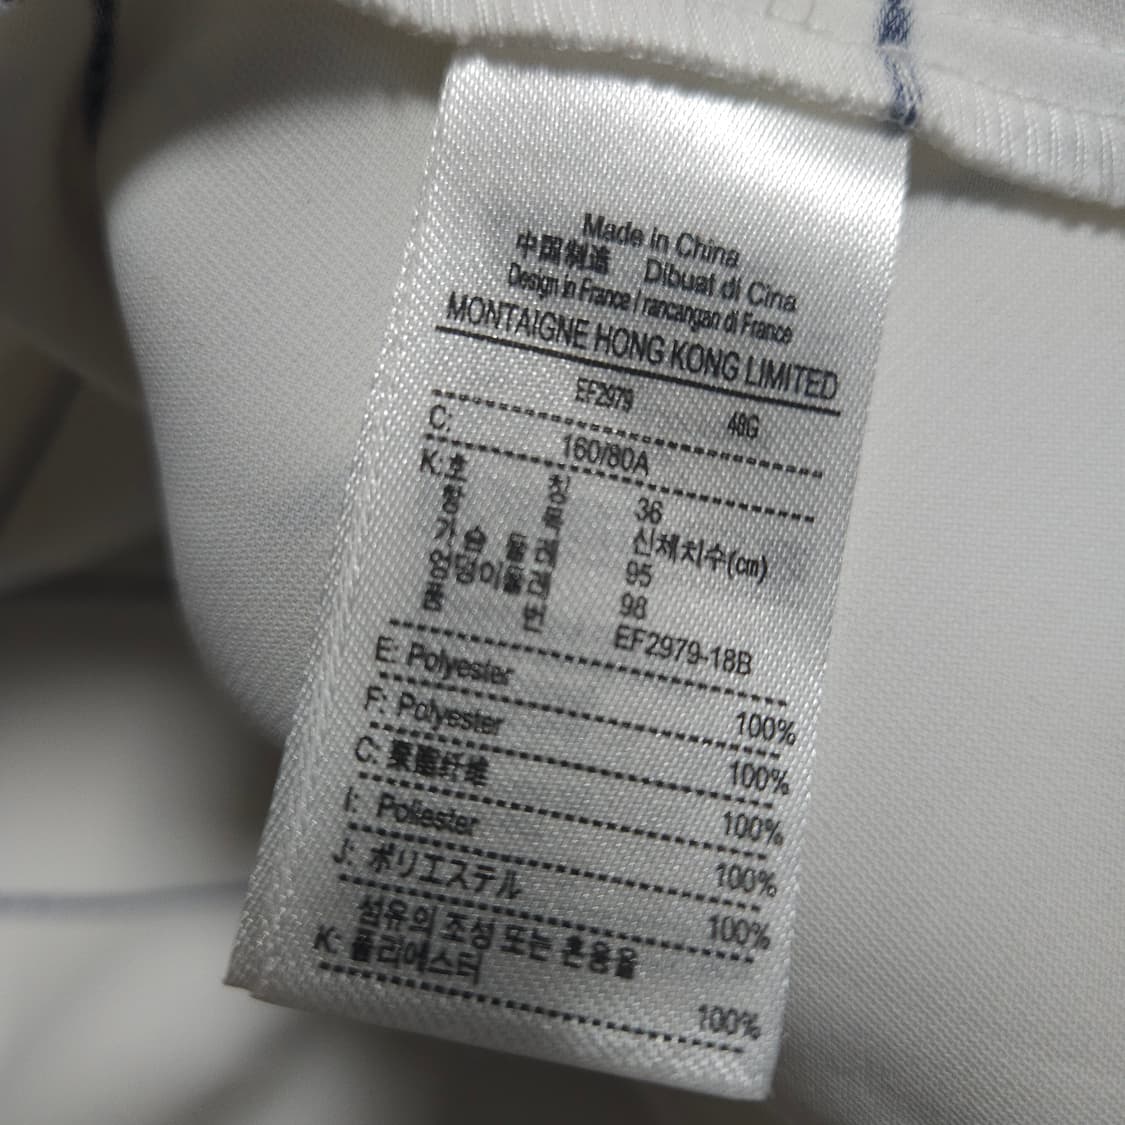 Made in China
中国制造 Dibuat di Cina
Design in France / rancangan di France
MONTAIGNE HONG KONG LIMITED
EF2979 48G
C: 160/80A
K: 호칭 36
신체치수(cm)
가슴둘레 95
엉덩이둘레 98
품번 EF2979-18B
E: Polyester 100%
F: Polyester 100%
C: 聚酯纤维 100%
I: Poliester 100%
J: ポリエステル 100%
섬유의 조성 또는 혼용율
K: 폴리에스터 100%